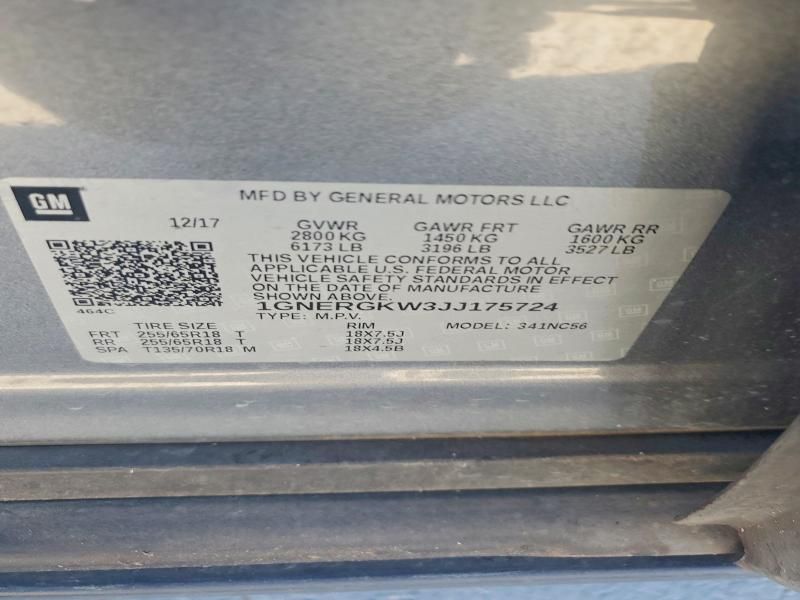 GM
MFD BY GENERAL MOTORS LLC
12/17 GVWR GAWR FRT GAWR RR
2800 KG 1450 KG 1600 KG
6173 LB 3196 LB 3527 LB
THIS VEHICLE CONFORMS TO ALL
APPLICABLE U.S. FEDERAL MOTOR
VEHICLE SAFETY STANDARDS IN EFFECT
ON THE DATE OF MANUFACTURE
SHOWN ABOVE.
464C
1GNERGKW3JJ175724
TYPE: M.P.V. MODEL: 341NC56
TIRE SIZE RIM
FRT 255/65R18 T 18X7.5J
RR 255/65R18 T 18X7.5J
SPA T135/70R18 M 18X4.5B